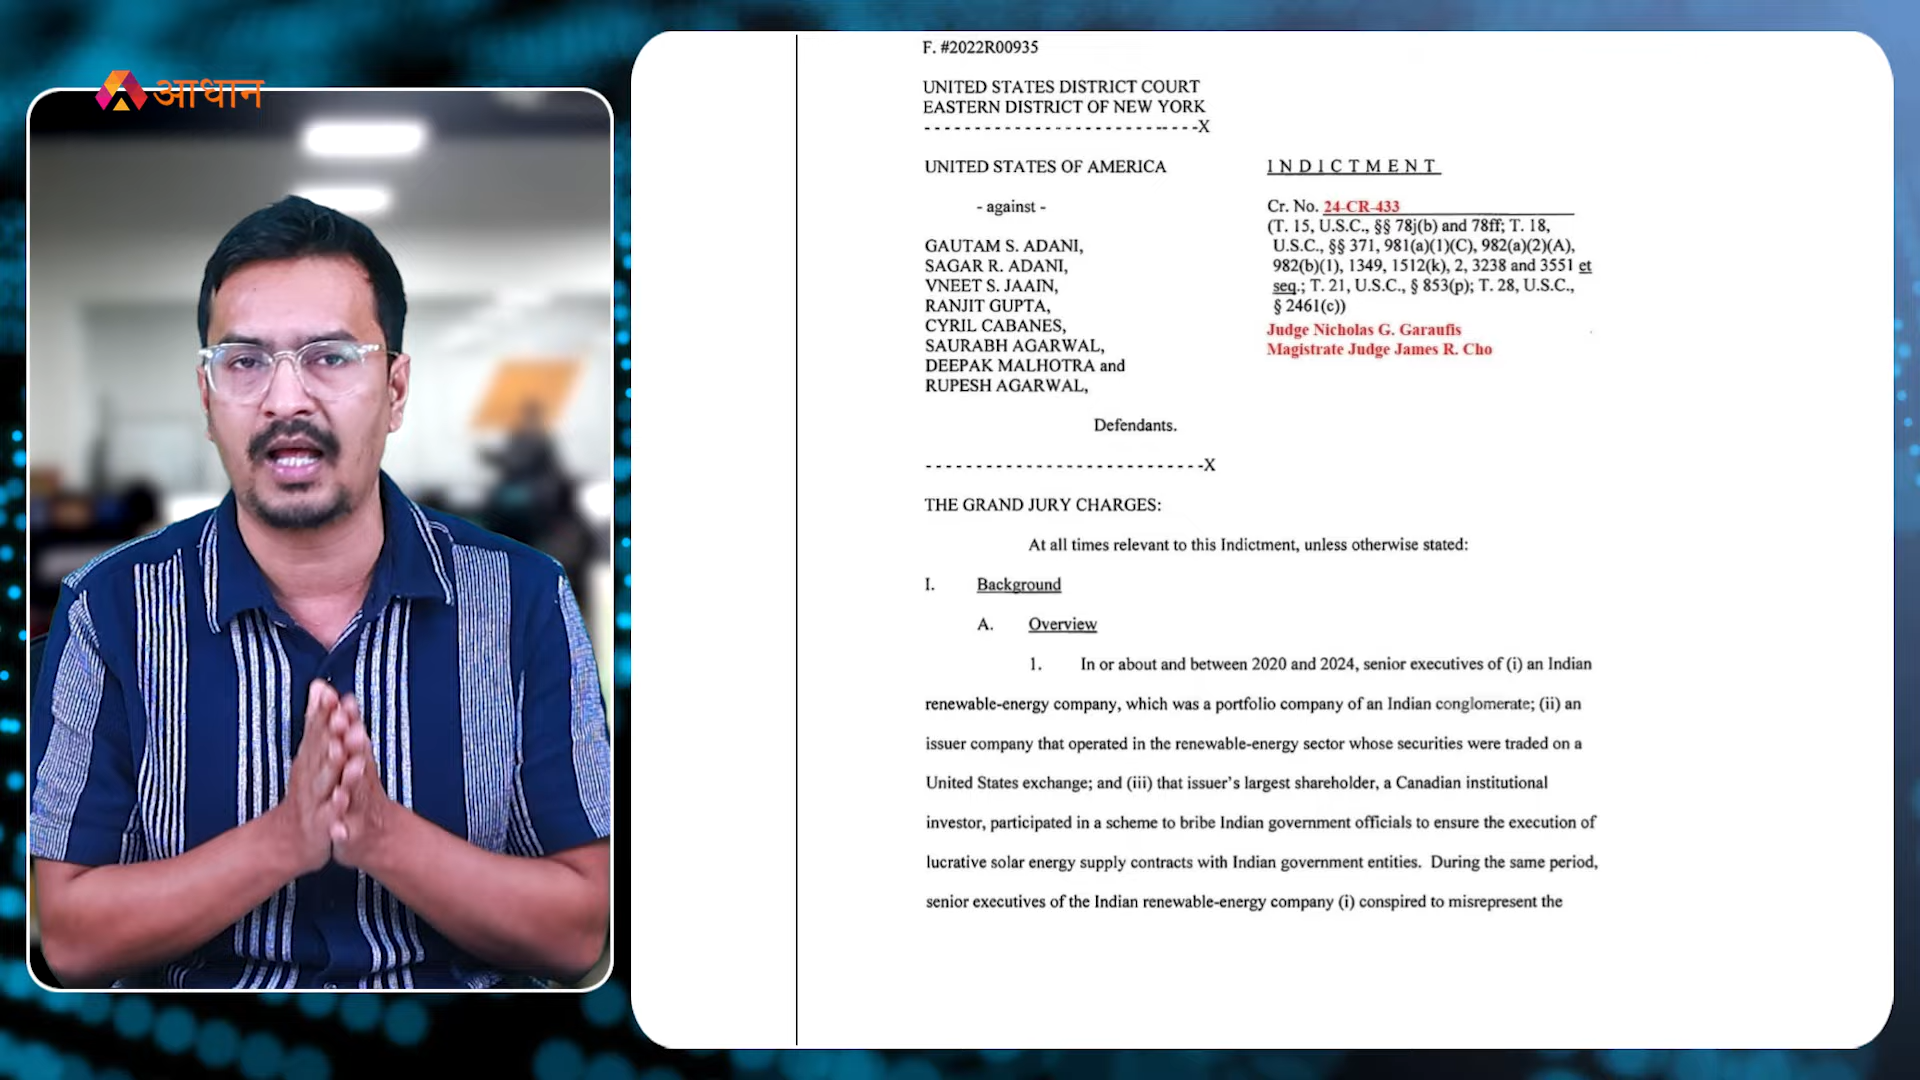 आधान
F. #2022R00935
UNITED STATES DISTRICT COURT
EASTERN DISTRICT OF NEW YORK
- - - - - - - - - - - - - - - - - - - - - - - - - - - -X
UNITED STATES OF AMERICA
- against -
GAUTAM S. ADANI,
SAGAR R. ADANI,
VNEET S. JAAIN,
RANJIT GUPTA,
CYRIL CABANES,
SAURABH AGARWAL,
DEEPAK MALHOTRA and
RUPESH AGARWAL,
Defendants.
- - - - - - - - - - - - - - - - - - - - - - - - - - - -X
I N D I C T M E N T
Cr. No. 24-CR-433
(T. 15, U.S.C., §§ 78j(b) and 78ff; T. 18,
U.S.C., §§ 371, 981(a)(1)(C), 982(a)(2)(A),
982(b)(1), 1349, 1512(k), 2, 3238 and 3551 et
seq.; T. 21, U.S.C., § 853(p); T. 28, U.S.C.,
§ 2461(c))
Judge Nicholas G. Garaufis
Magistrate Judge James R. Cho
THE GRAND JURY CHARGES:
At all times relevant to this Indictment, unless otherwise stated:
I. Background
A. Overview
1. In or about and between 2020 and 2024, senior executives of (i) an Indian
renewable-energy company, which was a portfolio company of an Indian conglomerate; (ii) an
issuer company that operated in the renewable-energy sector whose securities were traded on a
United States exchange; and (iii) that issuer's largest shareholder, a Canadian institutional
investor, participated in a scheme to bribe Indian government officials to ensure the execution of
lucrative solar energy supply contracts with Indian government entities. During the same period,
senior executives of the Indian renewable-energy company (i) conspired to misrepresent the